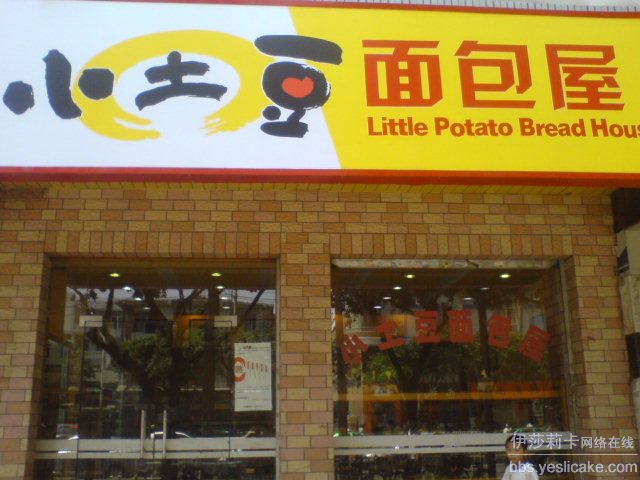 小土豆 面包屋
Little Potato Bread Hous
小土豆面包屋
伊莎莉卡网络在线
bbs.yeslicake.com